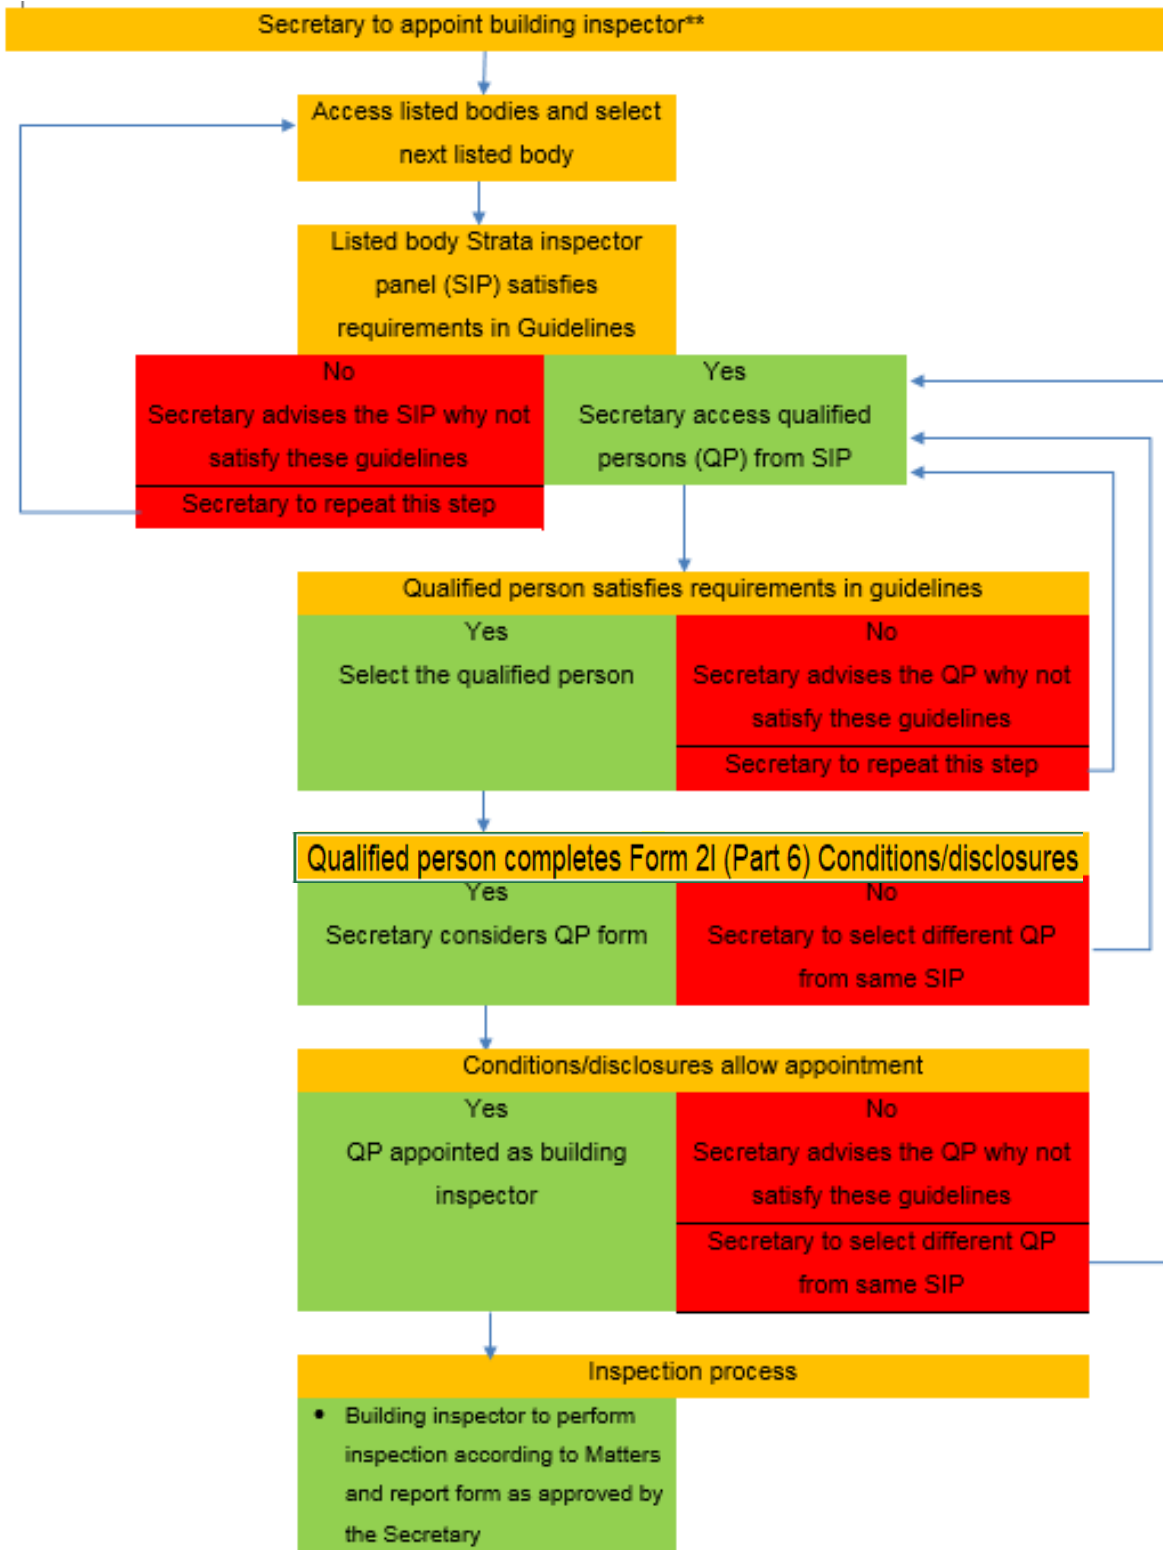 Secretary to appoint building inspector**
Access listed bodies and select
next listed body
Listed body Strata inspector
panel (SIP) satisfies
requirements in Guidelines
No
Secretary advises the SIP why not
satisfy these guidelines
Secretary to repeat this step
Yes
Secretary access qualified
persons (QP) from SIP
Qualified person satisfies requirements in guidelines
Yes
Select the qualified person
No
Secretary advises the QP why not
satisfy these guidelines
Secretary to repeat this step
Qualified person completes Form 2I (Part 6) Conditions/disclosures
Yes
Secretary considers QP form
No
Secretary to select different QP
from same SIP
Conditions/disclosures allow appointment
Yes
QP appointed as building
inspector
No
Secretary advises the QP why not
satisfy these guidelines
Secretary to select different QP
from same SIP
Inspection process
• Building inspector to perform
inspection according to Matters
and report form as approved by
the Secretary